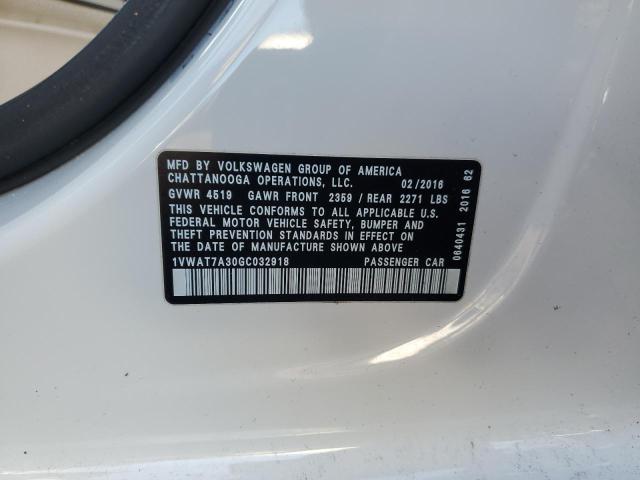 MFD BY VOLKSWAGEN GROUP OF AMERICA
CHATTANOOGA OPERATIONS, LLC. 02/2016
GVWR 4519 GAWR FRONT 2359 / REAR 2271 LBS
THIS VEHICLE CONFORMS TO ALL APPLICABLE U.S.
FEDERAL MOTOR VEHICLE SAFETY, BUMPER AND
THEFT PREVENTION STANDARDS IN EFFECT ON
THE DATE OF MANUFACTURE SHOWN ABOVE
1VWAT7A30GC032918 PASSENGER CAR
0640431 2016 62